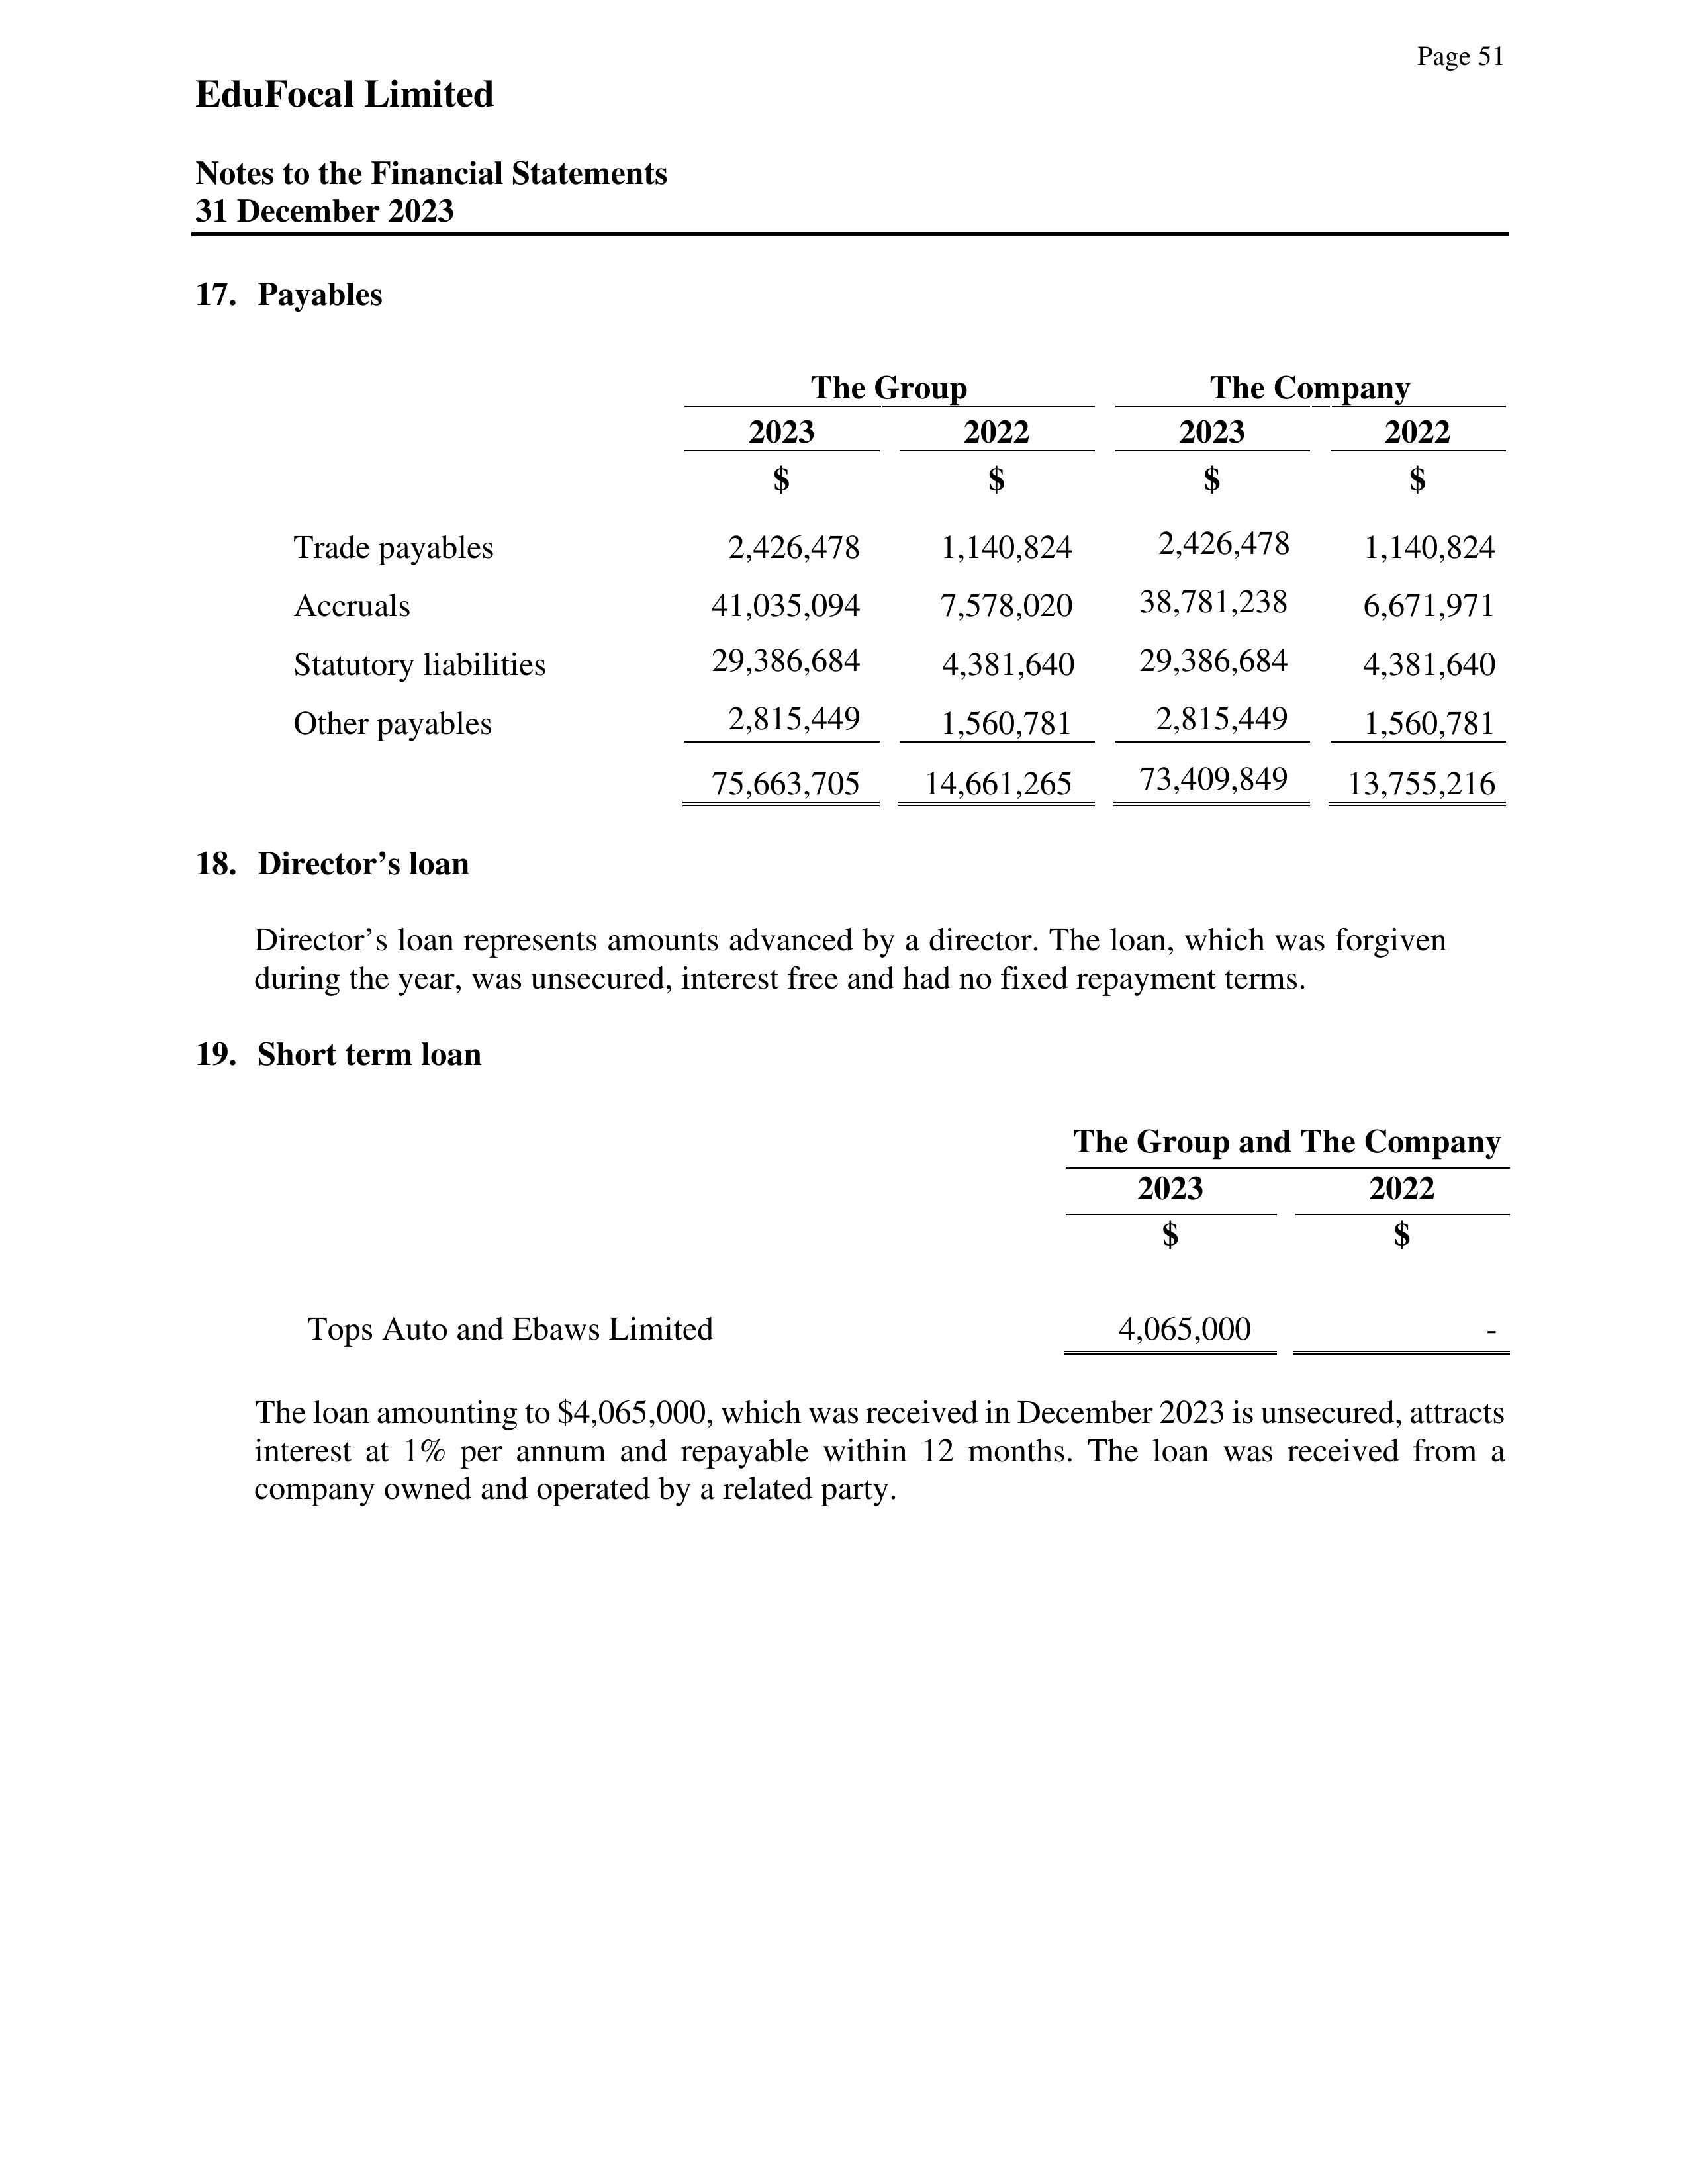 Page 51
EduFocal Limited
Notes to the Financial Statements
31 December 2023
17. Payables
The Group The Company
2023 2022 2023 2022
$ $ $ $
Trade payables 2,426,478 1,140,824 2,426,478 1,140,824
Accruals 41,035,094 7,578,020 38,781,238 6,671,971
Statutory liabilities 29,386,684 4,381,640 29,386,684 4,381,640
Other payables 2,815,449 1,560,781 2,815,449 1,560,781
75,663,705 14,661,265 73,409,849 13,755,216
18. Director’s loan
Director’s loan represents amounts advanced by a director. The loan, which was forgiven
during the year, was unsecured, interest free and had no fixed repayment terms.
19. Short term loan
The Group and The Company
2023 2022
$ $
Tops Auto and Ebaws Limited 4,065,000 -
The loan amounting to $4,065,000, which was received in December 2023 is unsecured, attracts
interest at 1% per annum and repayable within 12 months. The loan was received from a
company owned and operated by a related party.